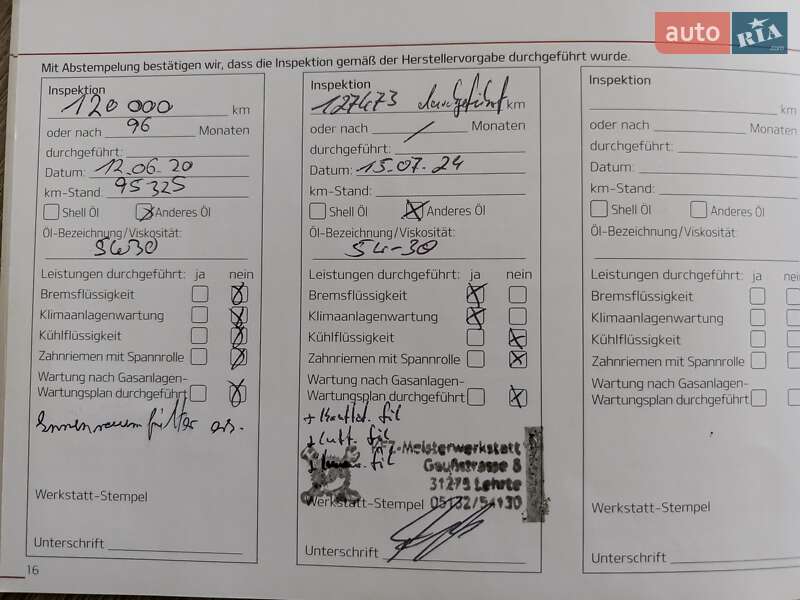 auto RIA .com
Mit Abstempelung bestätigen wir, dass die Inspektion gemäß der Herstellervorgabe durchgeführt wurde.
Inspektion
120 000 km
oder nach 96 Monaten
durchgeführt:
Datum: 12.06.20
km-Stand: 95325
Shell Öl Anderes Öl
Öl-Bezeichnung/Viskosität:
5W30
Leistungen durchgeführt: ja nein
Bremsflüssigkeit
Klimaanlagenwartung
Kühlflüssigkeit
Zahnriemen mit Spannrolle
Wartung nach Gasanlagen-
Wartungsplan durchgeführt
Innenraumfilter ers.
Werkstatt-Stempel
Unterschrift
16
Inspektion
127473 durchgeführt km
oder nach Monaten
durchgeführt:
Datum: 15.07.24
km-Stand:
Shell Öl Anderes Öl
Öl-Bezeichnung/Viskosität:
5W-30
Leistungen durchgeführt: ja nein
Bremsflüssigkeit
Klimaanlagenwartung
Kühlflüssigkeit
Zahnriemen mit Spannrolle
Wartung nach Gasanlagen-
Wartungsplan durchgeführt
+ Luft. fil
Z-Meisterwerkstatt
Gaußstrasse 8
31275 Lehrte
Werkstatt-Stempel 05132/54130
Unterschrift
Inspektion
km
oder nach Monaten
durchgeführt:
Datum:
km-Stand:
Shell Öl Anderes Öl
Öl-Bezeichnung/Viskosität:
Leistungen durchgeführt: ja nein
Bremsflüssigkeit
Klimaanlagenwartung
Kühlflüssigkeit
Zahnriemen mit Spannrolle
Wartung nach Gasanlagen-
Wartungsplan durchgeführt
Werkstatt-Stempel
Unterschrift